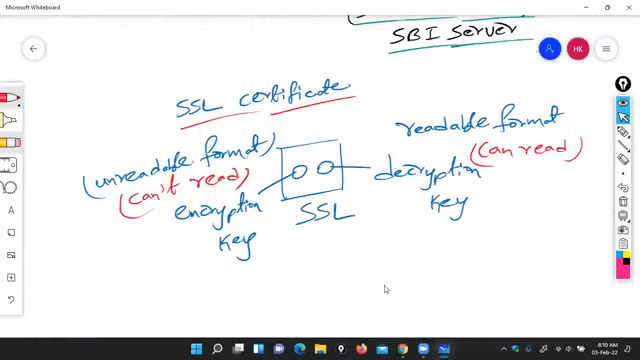 Microsoft Whiteboard
SBI Server
HK
SSL certificate
(unreadable format)
(can't read)
encryption
key
SSL
readable format
(can read)
decryption
key
8:10 AM
03-Feb-22